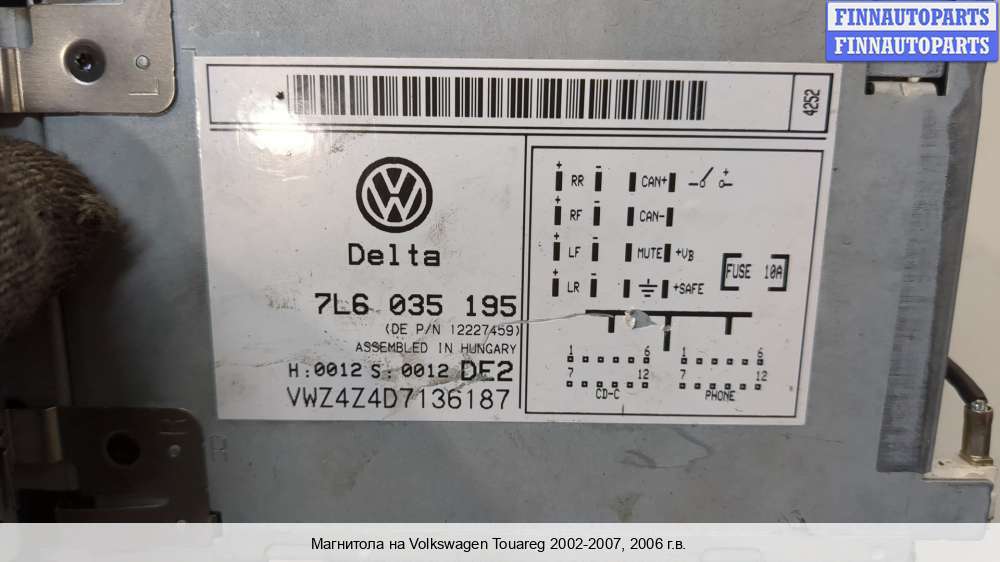 FINNAUTOPARTS
FINNAUTOPARTS
L
4252
Delta
7L6 035 195
(DE P/N 12227459)
ASSEMBLED IN HUNGARY
H:0012 S:0012 DE2
VWZ4Z4D7136187
+ RR - CAN+ +
+ RF - CAN-
+ LF - MUTE +VB
+ LR - +SAFE
FUSE 10A
1 6 1 6
7 12 7 12
CD-C PHONE
R
Магнитола на Volkswagen Touareg 2002-2007, 2006 г.в.